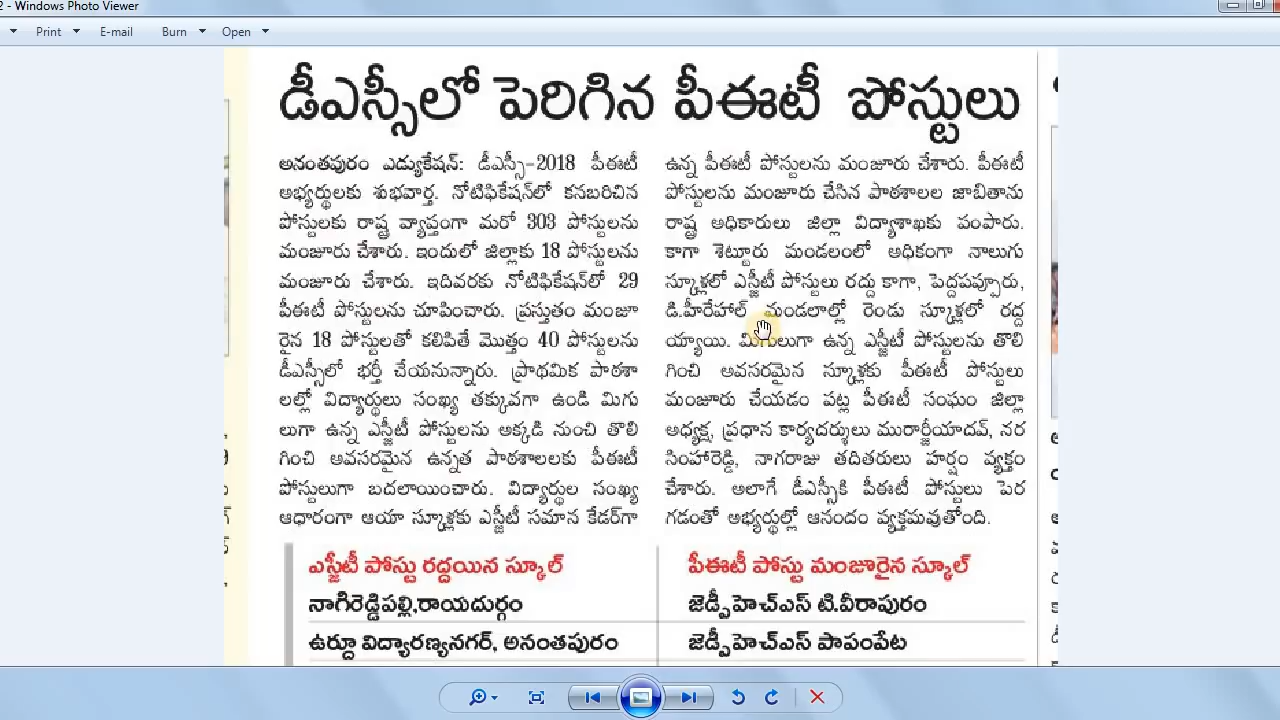 2 - Windows Photo Viewer
Print
E-mail
Burn
Open
డీఎస్సీలో పెరిగిన పీఈటీ పోస్టులు
అనంతపురం ఎడ్యుకేషన్: డీఎస్సీ-2018 పీఈటీ
అభ్యర్థులకు శుభవార్త. నోటిఫికేషన్‌లో కనబరిచిన
పోస్టులకు రాష్ట్ర వ్యాప్తంగా మరో 303 పోస్టులను
మంజూరు చేశారు. ఇందులో జిల్లాకు 18 పోస్టులను
మంజూరు చేశారు. ఇదివరకు నోటిఫికేషన్‌లో 29
పీఈటీ పోస్టులను చూపించారు. ప్రస్తుతం మంజూ
రైన 18 పోస్టులతో కలిపితే మొత్తం 40 పోస్టులను
డీఎస్సీలో భర్తీ చేయనున్నారు. ప్రాథమిక పాఠశా
లల్లో విద్యార్థులు సంఖ్య తక్కువగా ఉండి మిగు
లుగా ఉన్న ఎస్జీటీ పోస్టులను అక్కడి నుంచి తొలి
గించి ఆవసరమైన ఉన్నత పాఠశాలలకు పీఈటీ
పోస్టులుగా బదలాయించారు. విద్యార్థుల సంఖ్య
ఆధారంగా ఆయా స్కూళ్లకు ఎస్జీటీ సమాన కేడర్‌గా
ఉన్న పీఈటీ పోస్టులను మంజూరు చేశారు. పీఈటీ
పోస్టులను మంజూరు చేసిన పాఠశాలల జాబితాను
రాష్ట్ర అధికారులు జిల్లా విద్యాశాఖకు పంపారు.
కాగా శెట్టూరు మండలంలో అధికంగా నాలుగు
స్కూళ్లలో ఎస్జీటీ పోస్టులు రద్దు కాగా, పెద్దపప్పూరు,
డి.హీరేహాల్ మండలాల్లో రెండు స్కూళ్లలో రద్ద
య్యాయి. మిగులుగా ఉన్న ఎస్జీటీ పోస్టులను తొలి
గించి ఆవసరమైన స్కూళ్లకు పీఈటీ పోస్టులు
మంజూరు చేయడం పట్ల పీఈటీ సంఘం జిల్లా
ఆధ్యక్ష, ప్రధాన కార్యదర్శులు మురార్జీయాదవ్, నర
సింహారెడ్డి, నాగరాజు తదితరులు హర్షం వ్యక్తం
చేశారు. అలాగే డీఎస్సీకి పీఈటీ పోస్టులు పెర
గడంతో అభ్యర్థుల్లో ఆనందం వ్యక్తమవుతోంది.
ఎస్జీటీ పోస్టు రద్దయిన స్కూల్
పీఈటీ పోస్టు మంజూరైన స్కూల్
నాగిరెడ్డిపల్లి,రాయదుర్గం
జెడ్పీహెచ్ఎస్ టి.వీరాపురం
ఉర్దూ విద్యారణ్యనగర్, అనంతపురం
జెడ్పీహెచ్ఎస్ పాపంపేట